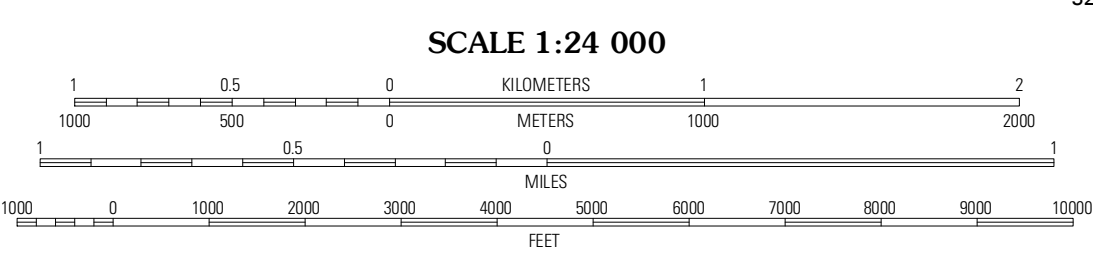 SCALE 1:24 000
1 0.5 0 KILOMETERS 1 2
1000 500 0 METERS 1000 2000
1 0.5 0 1
MILES
1000 0 1000 2000 3000 4000 5000 6000 7000 8000 9000 10000
FEET